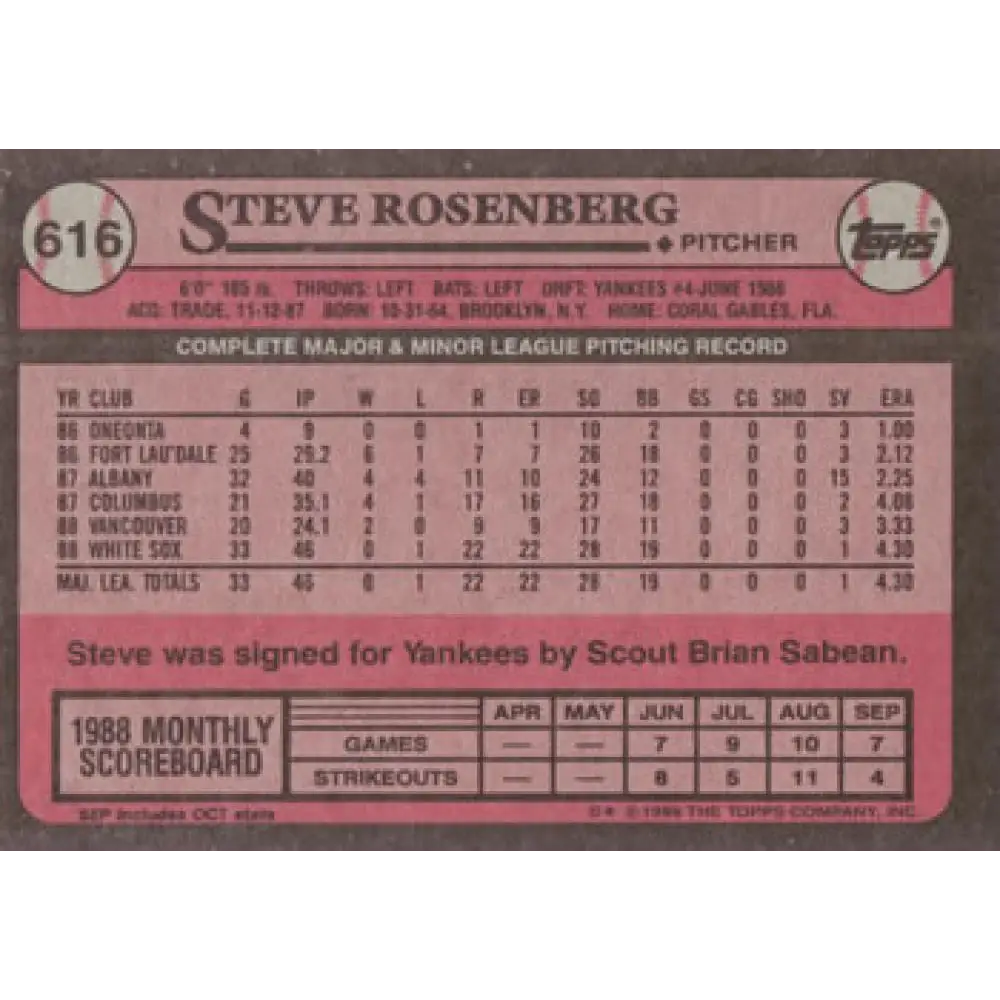 616
STEVE ROSENBERG
PITCHER
topps®
6'0" 185 lb. THROWS: LEFT BATS: LEFT DRFT: YANKEES #4-JUNE 1986
ACQ: TRADE, 11-12-87 BORN: 10-31-64, BROOKLYN, N.Y. HOME: CORAL GABLES, FLA.
COMPLETE MAJOR & MINOR LEAGUE PITCHING RECORD
YR CLUB G IP W L R ER SO BB GS CG SHO SV ERA
86 ONEONTA 4 9 0 0 1 1 10 2 0 0 0 3 1.00
86 FORT LAU'DALE 25 29.2 6 1 7 7 26 18 0 0 0 3 2.12
87 ALBANY 32 40 4 4 11 10 24 12 0 0 0 15 2.25
87 COLUMBUS 21 35.1 4 1 17 16 27 18 0 0 0 2 4.08
88 VANCOUVER 20 24.1 2 0 9 9 17 11 0 0 0 3 3.33
88 WHITE SOX 33 46 0 1 22 22 28 19 0 0 0 1 4.30
MAJ. LEA. TOTALS 33 46 0 1 22 22 28 19 0 0 0 1 4.30
Steve was signed for Yankees by Scout Brian Sabean.
1988 MONTHLY SCOREBOARD
APR MAY JUN JUL AUG SEP
GAMES — — 7 9 10 7
STRIKEOUTS — — 8 5 11 4
SEP includes OCT stats
THE TOPPS COMPANY, INC.